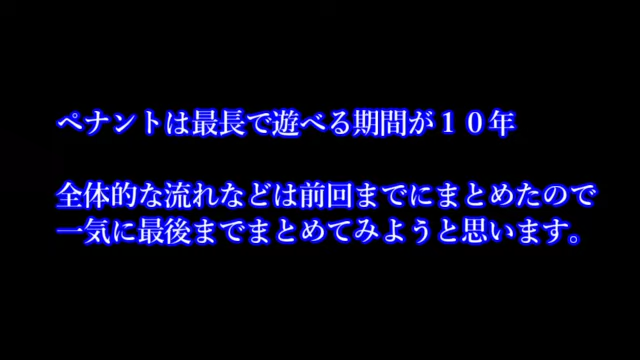 ペナントは最長で遊べる期間が１０年
全体的な流れなどは前回までにまとめたので
一気に最後までまとめてみようと思います。